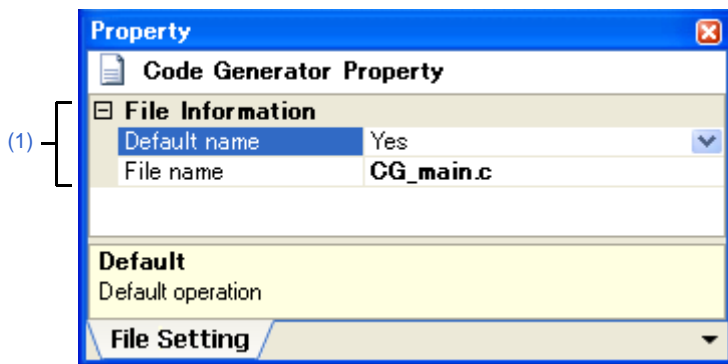 Property
Code Generator Property
(1)
File Information
Default name Yes
File name CG_main.c
Default
Default operation
File Setting